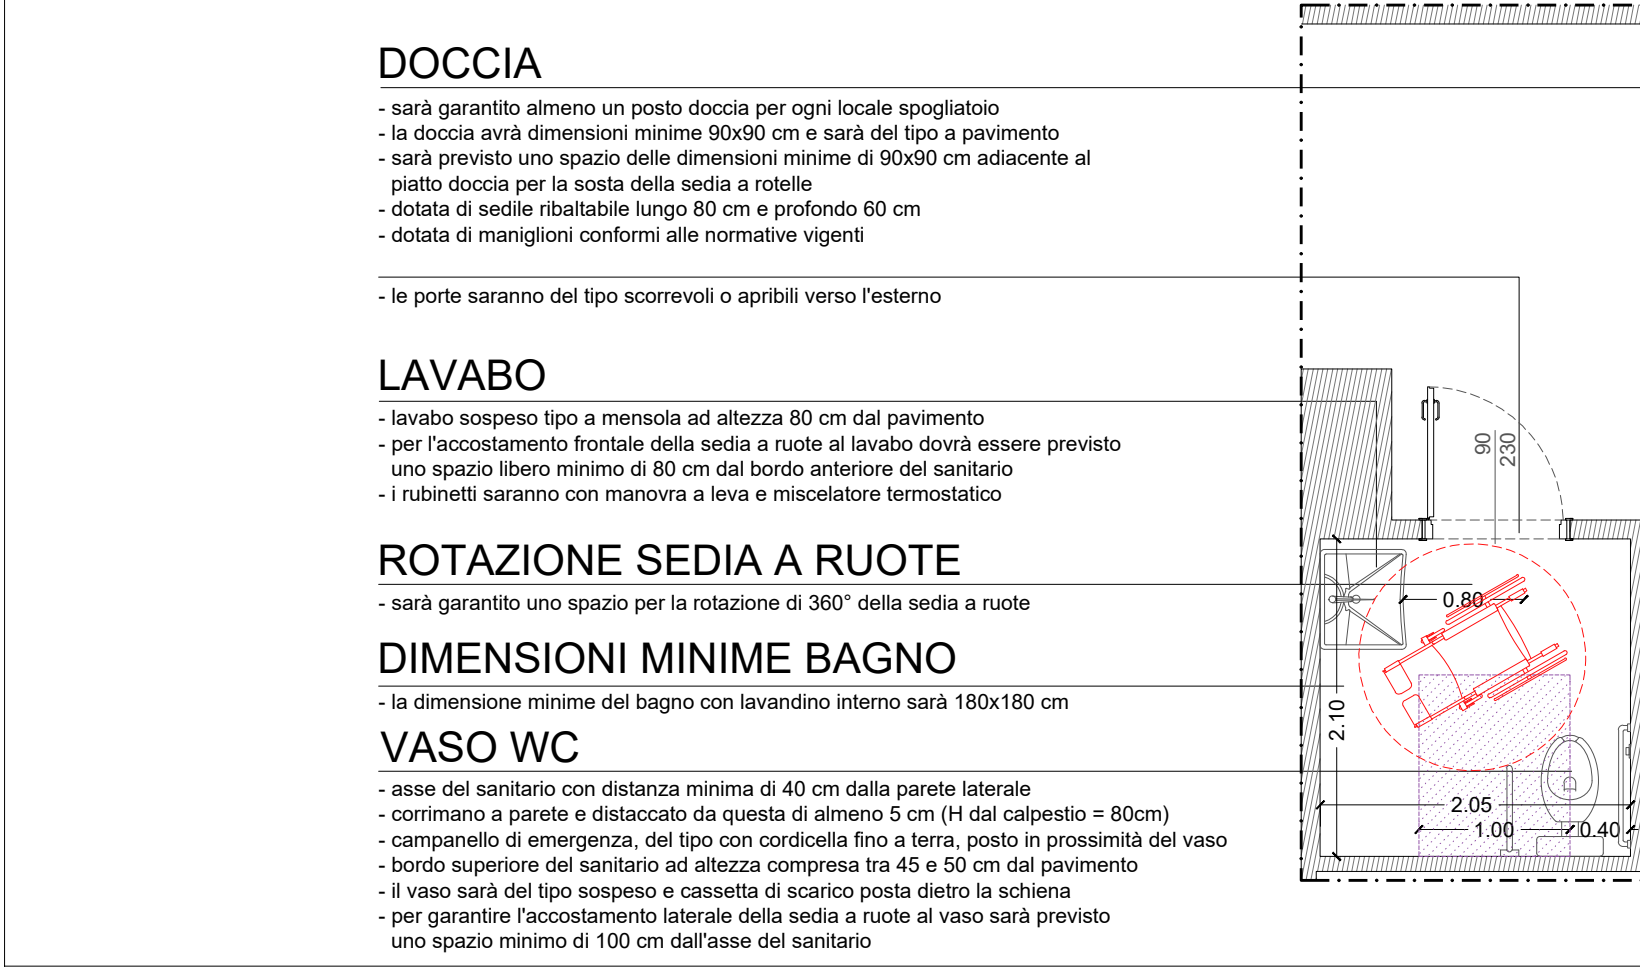 DOCCIA
- sarà garantito almeno un posto doccia per ogni locale spogliatoio
- la doccia avrà dimensioni minime 90x90 cm e sarà del tipo a pavimento
- sarà previsto uno spazio delle dimensioni minime di 90x90 cm adiacente al
piatto doccia per la sosta della sedia a rotelle
- dotata di sedile ribaltabile lungo 80 cm e profondo 60 cm
- dotata di maniglioni conformi alle normative vigenti
- le porte saranno del tipo scorrevoli o apribili verso l'esterno
LAVABO
- lavabo sospeso tipo a mensola ad altezza 80 cm dal pavimento
- per l'accostamento frontale della sedia a ruote al lavabo dovrà essere previsto
uno spazio libero minimo di 80 cm dal bordo anteriore del sanitario
- i rubinetti saranno con manovra a leva e miscelatore termostatico
ROTAZIONE SEDIA A RUOTE
- sarà garantito uno spazio per la rotazione di 360° della sedia a ruote
DIMENSIONI MINIME BAGNO
- la dimensione minime del bagno con lavandino interno sarà 180x180 cm
VASO WC
- asse del sanitario con distanza minima di 40 cm dalla parete laterale
- corrimano a parete e distaccato da questa di almeno 5 cm (H dal calpestio = 80cm)
- campanello di emergenza, del tipo con cordicella fino a terra, posto in prossimità del vaso
- bordo superiore del sanitario ad altezza compresa tra 45 e 50 cm dal pavimento
- il vaso sarà del tipo sospeso e cassetta di scarico posta dietro la schiena
- per garantire l'accostamento laterale della sedia a ruote al vaso sarà previsto
uno spazio minimo di 100 cm dall'asse del sanitario
90
230
0.80
2.10
2.05
1.00
0.40